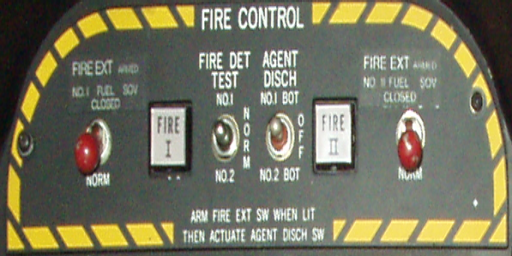 FIRE CONTROL
FIRE EXT ARMED
NO. I FUEL SOV
CLOSED
NORM
FIRE
I
FIRE DET
TEST
NO.1
NORM
NO.2
AGENT
DISCH
NO.1 BOT
OFF
NO.2 BOT
FIRE
II
FIRE EXT ARMED
NO. II FUEL SOV
CLOSED
NORM
ARM FIRE EXT SW WHEN LIT
THEN ACTUATE AGENT DISCH SW